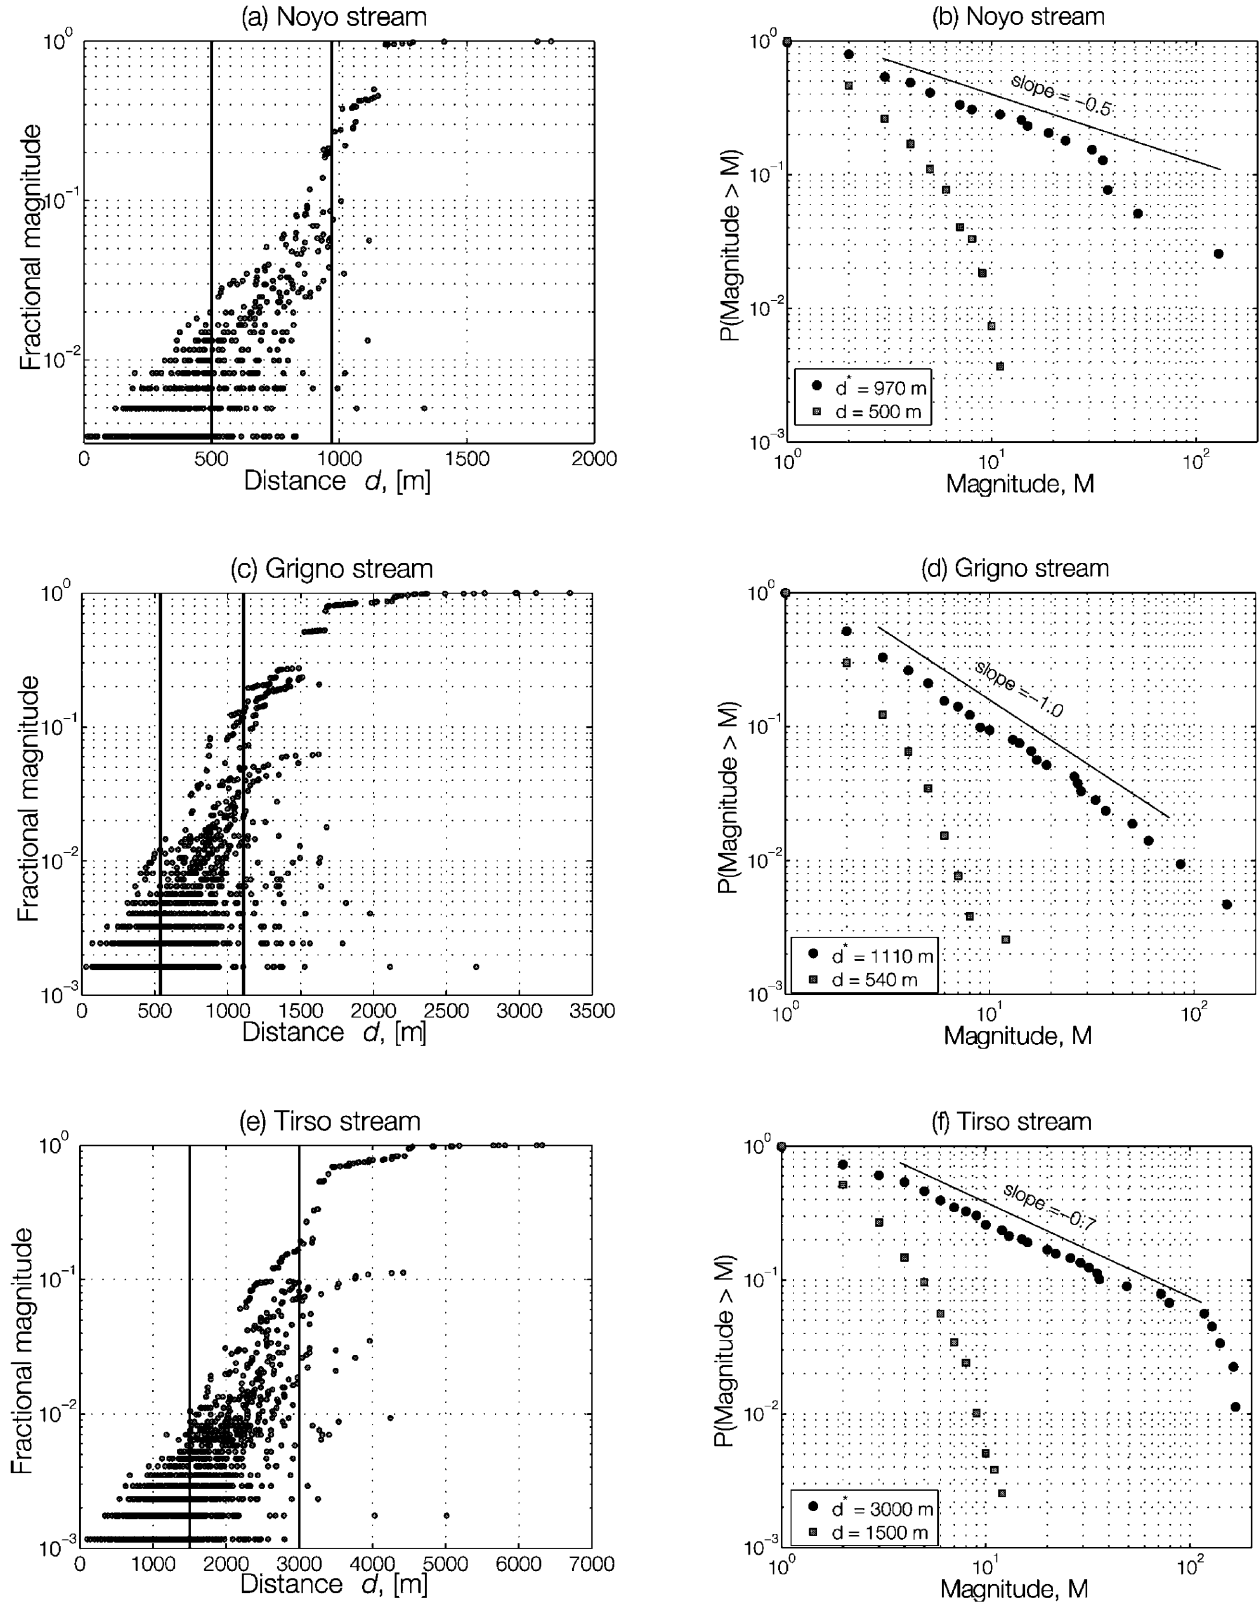 (a) Noyo stream
10^0
10^-1
10^-2
Fractional magnitude
0 500 1000 1500 2000
Distance d, [m]
(b) Noyo stream
10^0
10^-1
10^-2
10^-3
P(Magnitude > M)
slope = -0.5
d* = 970 m
d = 500 m
10^0 10^1 10^2
Magnitude, M
(c) Grigno stream
10^0
10^-1
10^-2
10^-3
Fractional magnitude
0 500 1000 1500 2000 2500 3000 3500
Distance d, [m]
(d) Grigno stream
10^0
10^-1
10^-2
10^-3
P(Magnitude > M)
slope = -1.0
d* = 1110 m
d = 540 m
10^0 10^1 10^2
Magnitude, M
(e) Tirso stream
10^0
10^-1
10^-2
10^-3
Fractional magnitude
0 1000 2000 3000 4000 5000 6000 7000
Distance d, [m]
(f) Tirso stream
10^0
10^-1
10^-2
10^-3
P(Magnitude > M)
slope = -0.7
d* = 3000 m
d = 1500 m
10^0 10^1 10^2
Magnitude, M